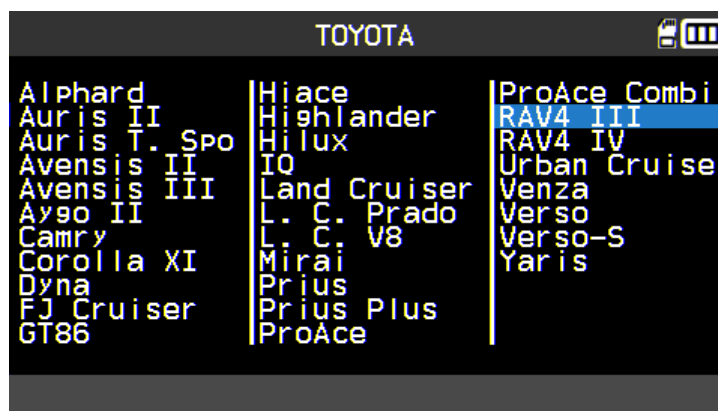 TOYOTA
Alphard
Auris II
Auris T. Spo
Avensis II
Avensis III
Aygo II
Camry
Corolla XI
Dyna
FJ Cruiser
GT86
Hiace
Highlander
Hilux
IQ
Land Cruiser
L. C. Prado
L. C. V8
Mirai
Prius
Prius Plus
ProAce
ProAce Combi
RAV4 III
RAV4 IV
Urban Cruise
Venza
Verso
Verso-S
Yaris